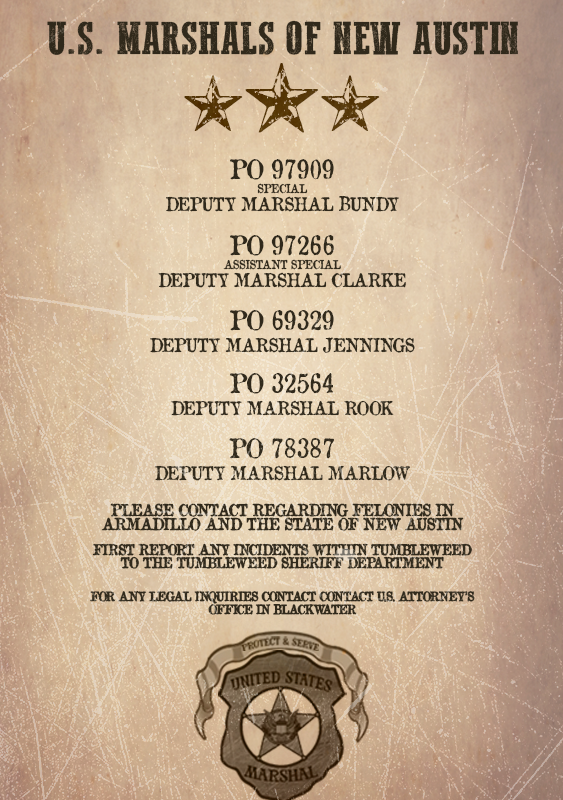 U.S. MARSHALS OF NEW AUSTIN
PO 97909
SPECIAL
DEPUTY MARSHAL BUNDY
PO 97266
ASSISTANT SPECIAL
DEPUTY MARSHAL CLARKE
PO 69329
DEPUTY MARSHAL JENNINGS
PO 32564
DEPUTY MARSHAL ROOK
PO 78387
DEPUTY MARSHAL MARLOW
PLEASE CONTACT REGARDING FELONIES IN
ARMADILLO AND THE STATE OF NEW AUSTIN
FIRST REPORT ANY INCIDENTS WITHIN TUMBLEWEED
TO THE TUMBLEWEED SHERIFF DEPARTMENT
FOR ANY LEGAL INQUIRIES CONTACT CONTACT U.S. ATTORNEY'S
OFFICE IN BLACKWATER
PROTECT & SERVE
UNITED STATES
MARSHAL